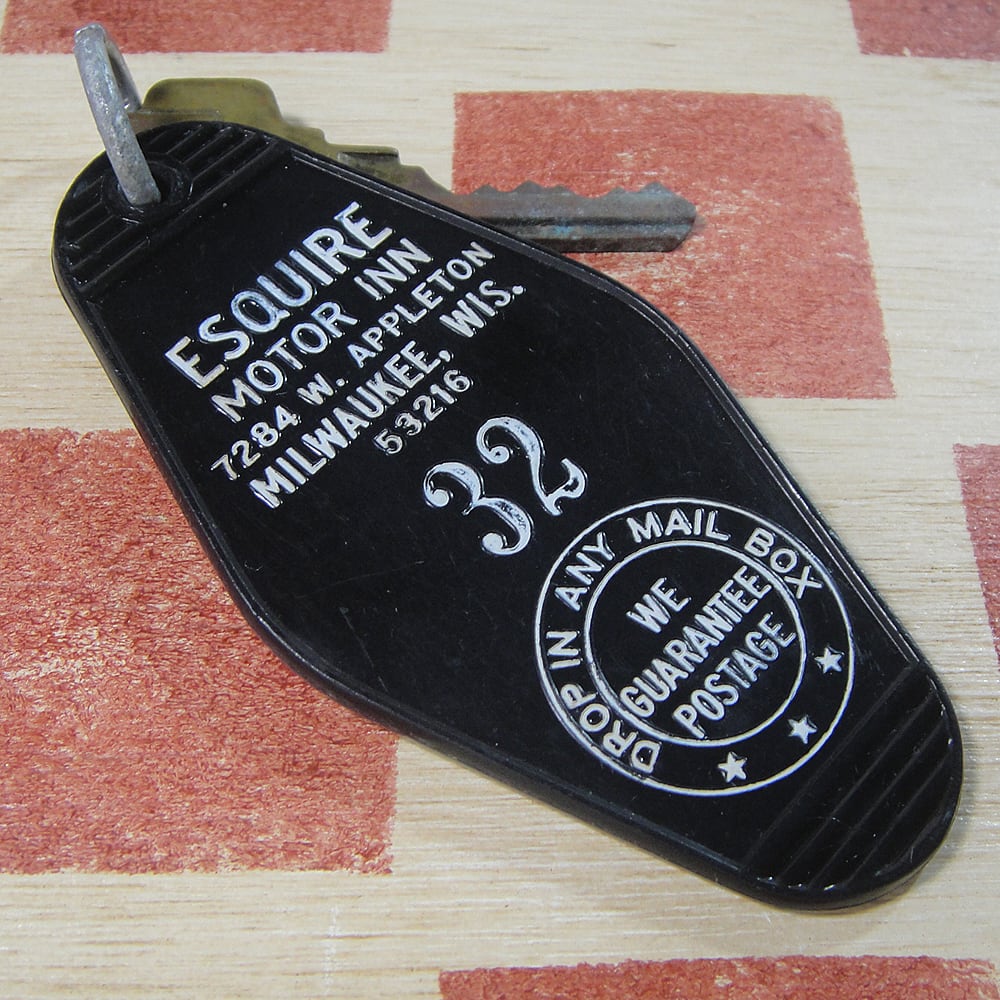 ESQUIRE
MOTOR INN
7284 W. APPLETON
MILWAUKEE, WIS.
53216
32
DROP IN ANY MAIL BOX
WE
GUARANTEE
POSTAGE